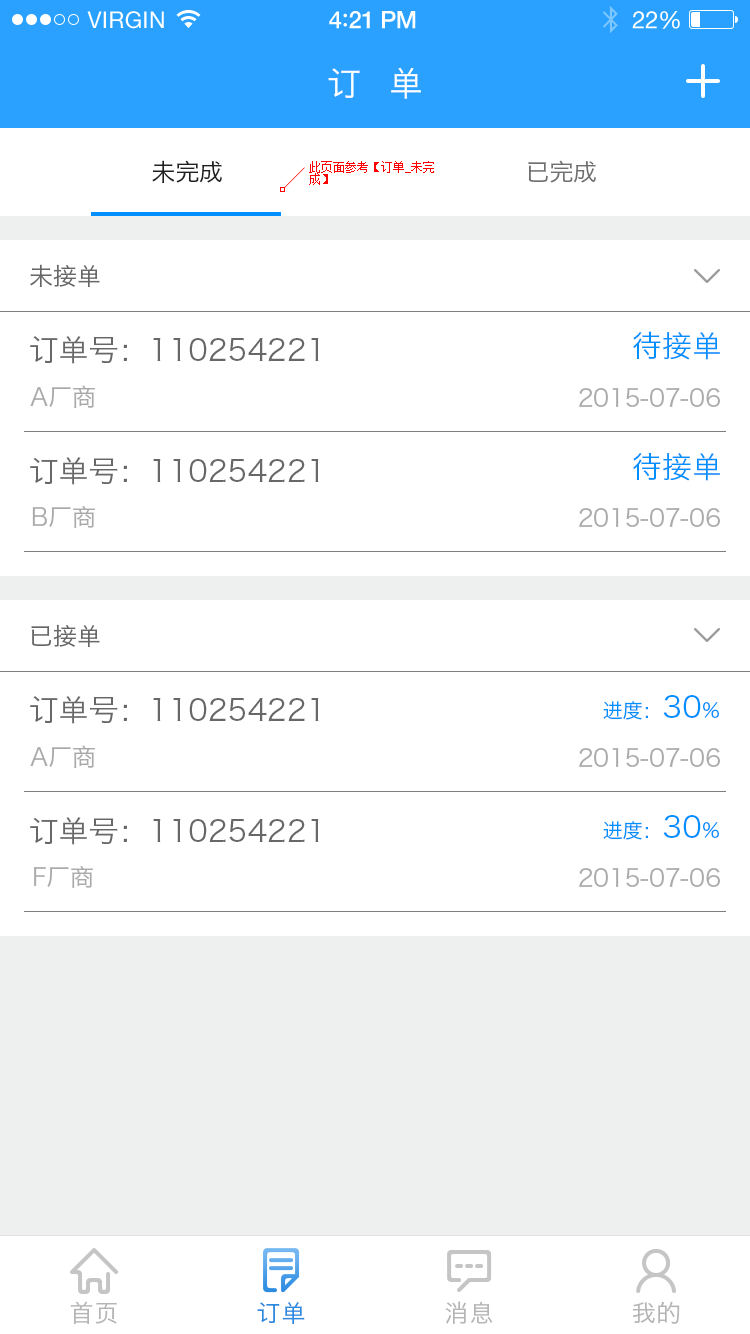 VIRGIN 4:21 PM 22%
订 单
未完成
此页面参考【订单_未完
成】
已完成
未接单
订单号：110254221 待接单
A厂商 2015-07-06
订单号：110254221 待接单
B厂商 2015-07-06
已接单
订单号：110254221 进度：30%
A厂商 2015-07-06
订单号：110254221 进度：30%
F厂商 2015-07-06
首页 订单 消息 我的